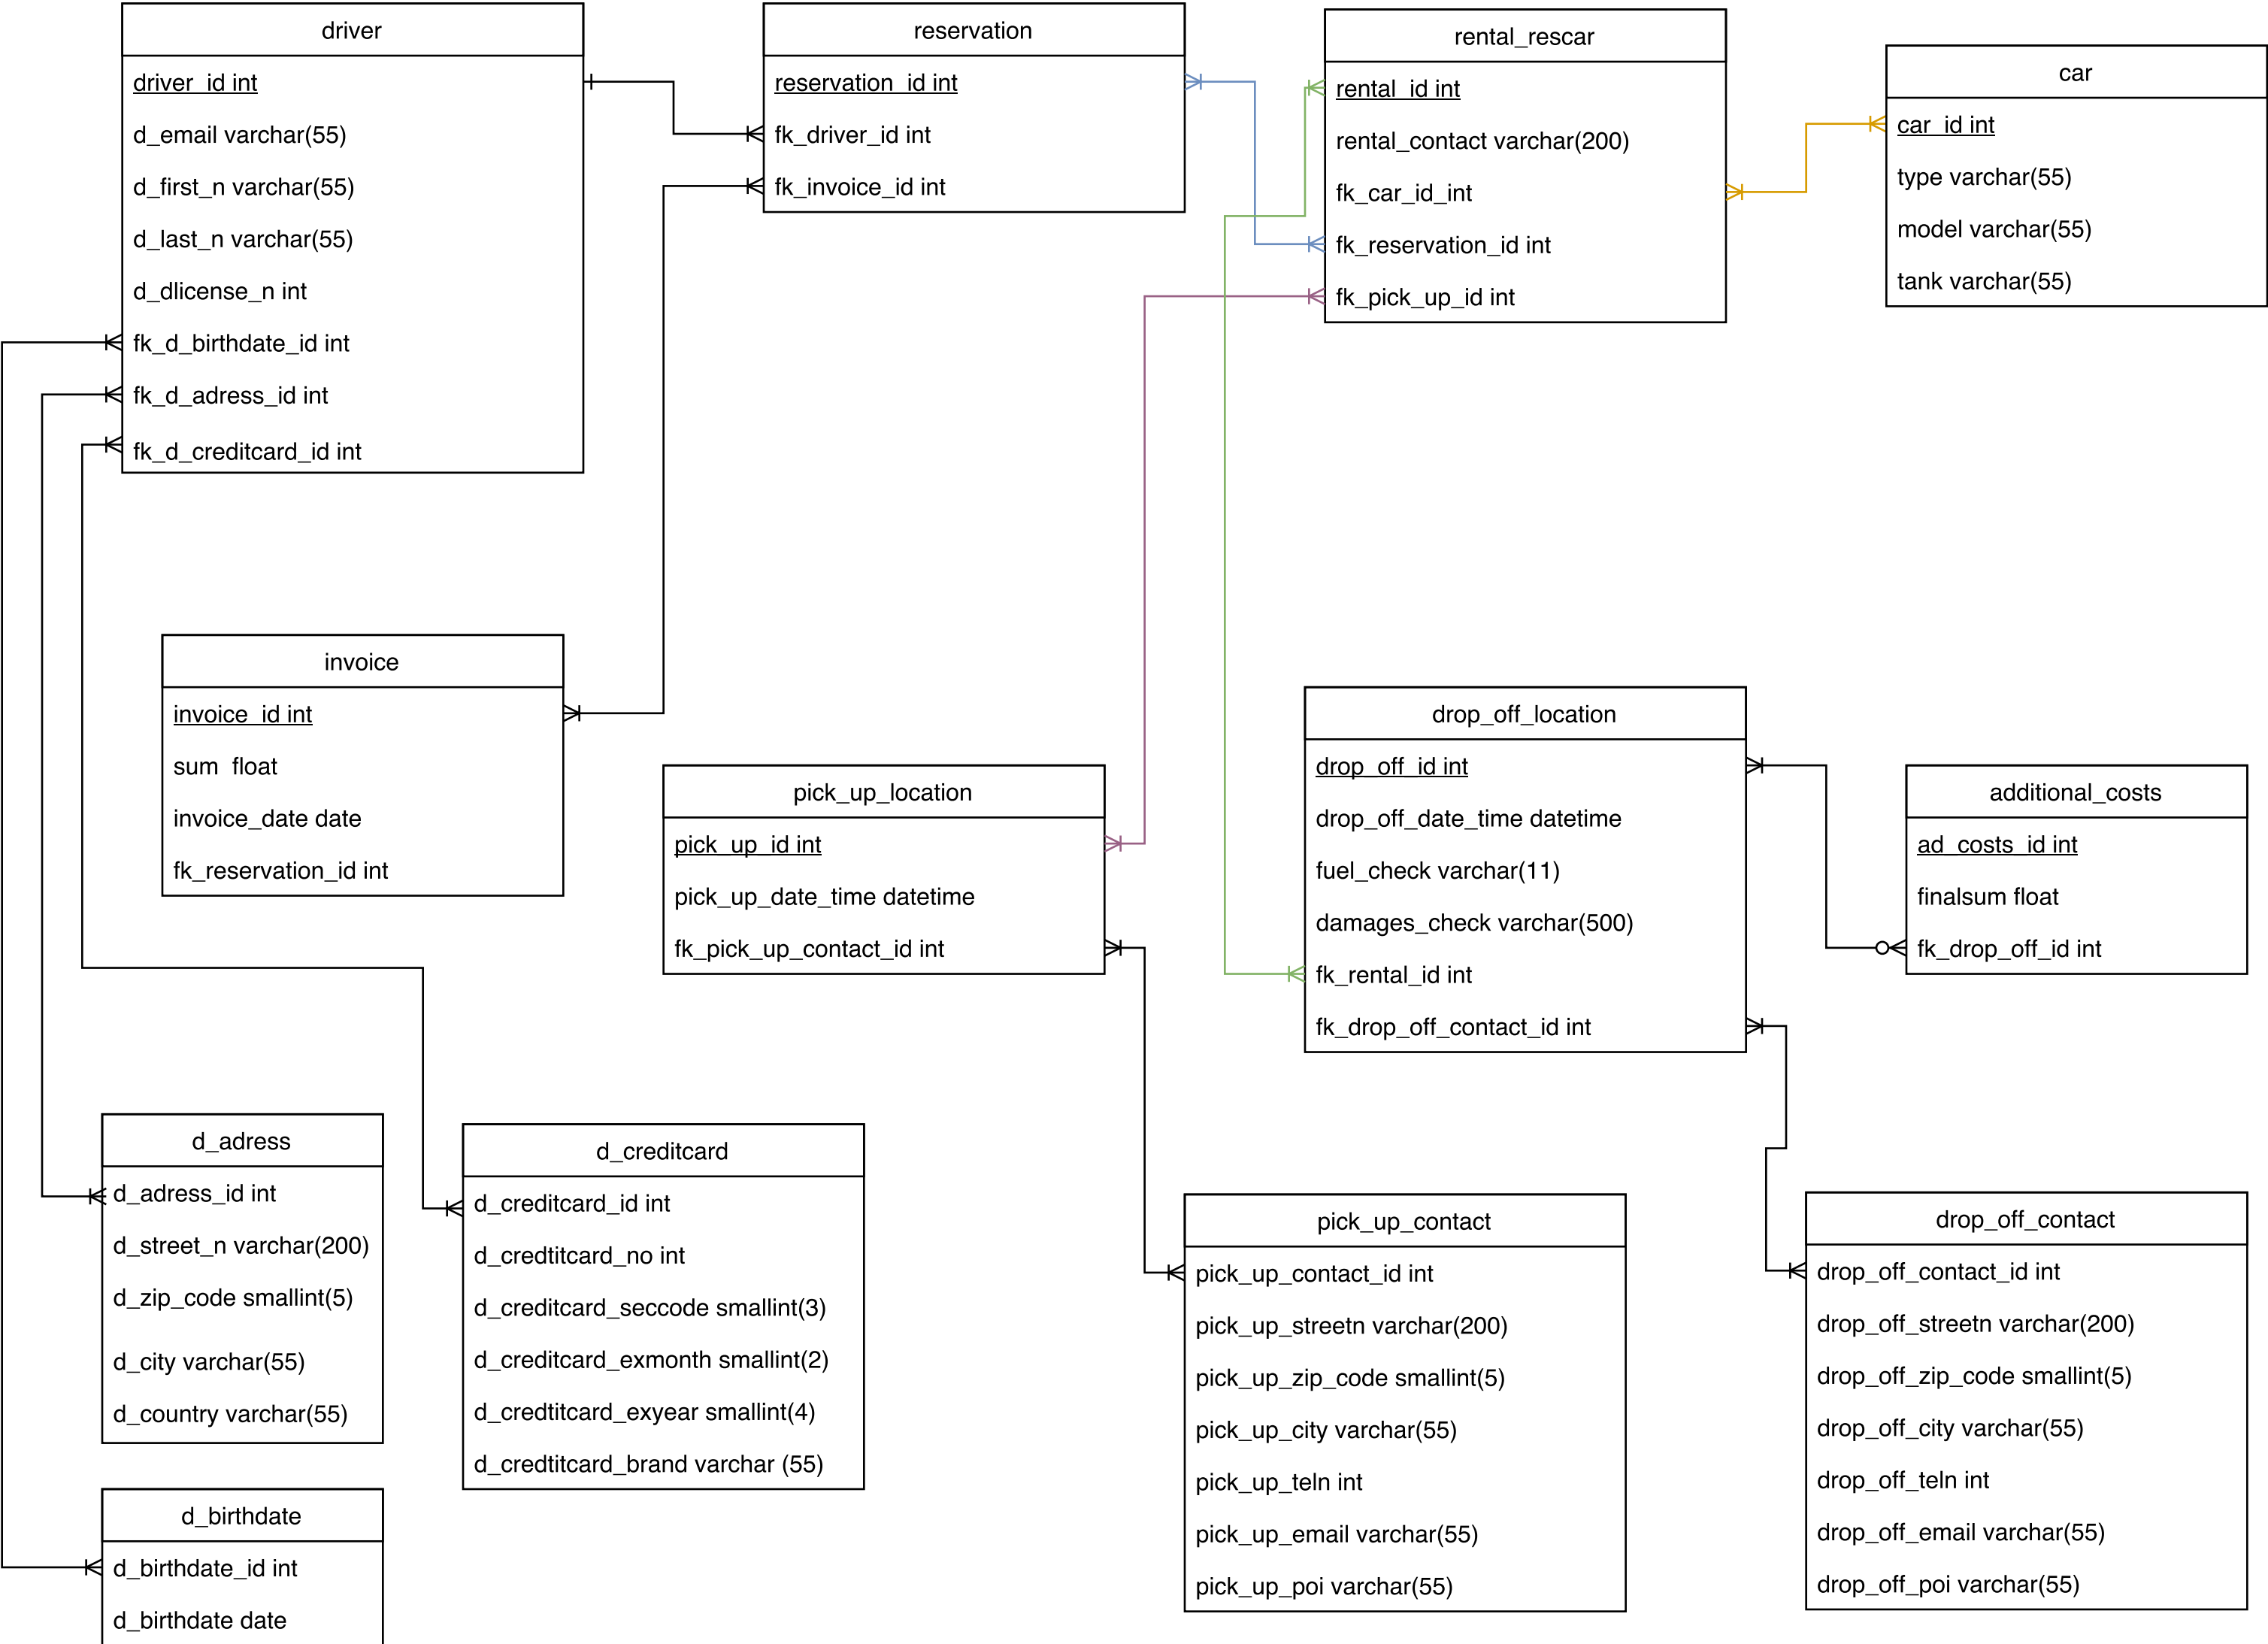 driver
driver_id int
d_email varchar(55)
d_first_n varchar(55)
d_last_n varchar(55)
d_dlicense_n int
fk_d_birthdate_id int
fk_d_adress_id int
fk_d_creditcard_id int
reservation
reservation_id int
fk_driver_id int
fk_invoice_id int
rental_rescar
rental_id int
rental_contact varchar(200)
fk_car_id_int
fk_reservation_id int
fk_pick_up_id int
car
car_id int
type varchar(55)
model varchar(55)
tank varchar(55)
invoice
invoice_id int
sum  float
invoice_date date
fk_reservation_id int
pick_up_location
pick_up_id int
pick_up_date_time datetime
fk_pick_up_contact_id int
drop_off_location
drop_off_id int
drop_off_date_time datetime
fuel_check varchar(11)
damages_check varchar(500)
fk_rental_id int
fk_drop_off_contact_id int
additional_costs
ad_costs_id int
finalsum float
fk_drop_off_id int
d_adress
d_adress_id int
d_street_n varchar(200)
d_zip_code smallint(5)
d_city varchar(55)
d_country varchar(55)
d_creditcard
d_creditcard_id int
d_credtitcard_no int
d_creditcard_seccode smallint(3)
d_creditcard_exmonth smallint(2)
d_credtitcard_exyear smallint(4)
d_credtitcard_brand varchar (55)
pick_up_contact
pick_up_contact_id int
pick_up_streetn varchar(200)
pick_up_zip_code smallint(5)
pick_up_city varchar(55)
pick_up_teln int
pick_up_email varchar(55)
pick_up_poi varchar(55)
drop_off_contact
drop_off_contact_id int
drop_off_streetn varchar(200)
drop_off_zip_code smallint(5)
drop_off_city varchar(55)
drop_off_teln int
drop_off_email varchar(55)
drop_off_poi varchar(55)
d_birthdate
d_birthdate_id int
d_birthdate date